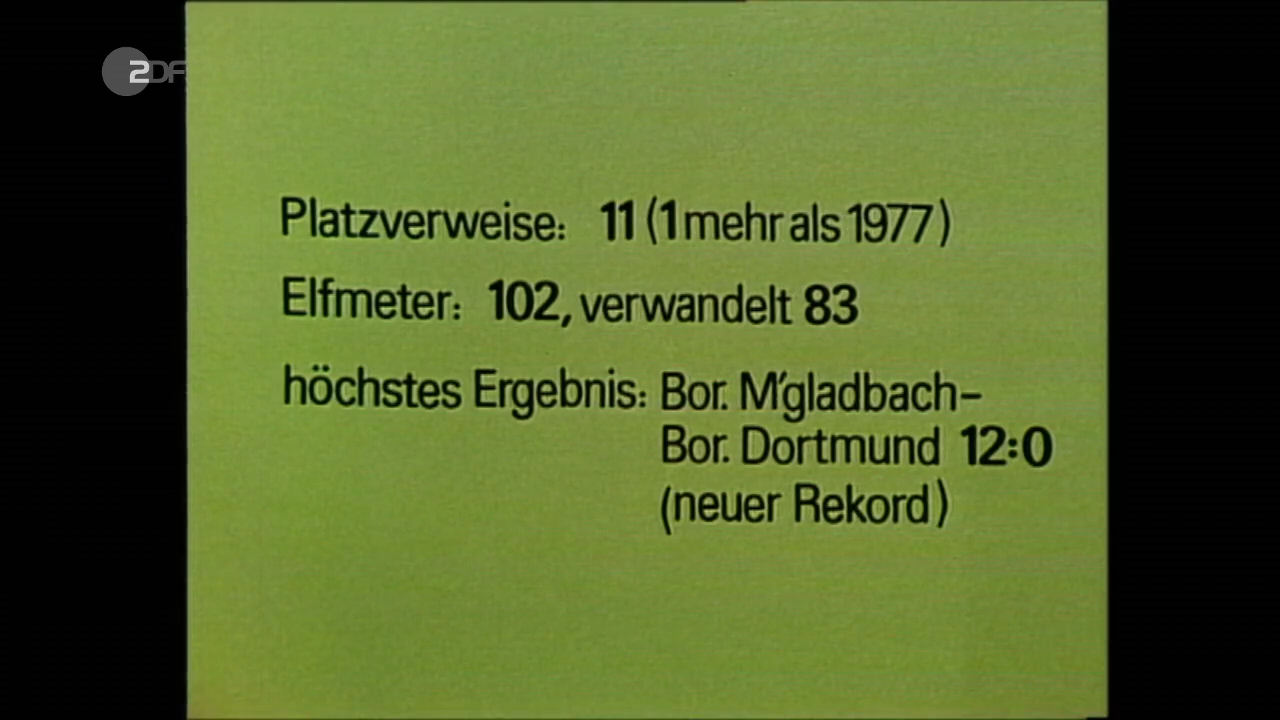 ZDF
Platzverweise: 11 (1 mehr als 1977)
Elfmeter: 102, verwandelt 83
höchstes Ergebnis: Bor. M'gladbach–
Bor. Dortmund 12:0
(neuer Rekord)